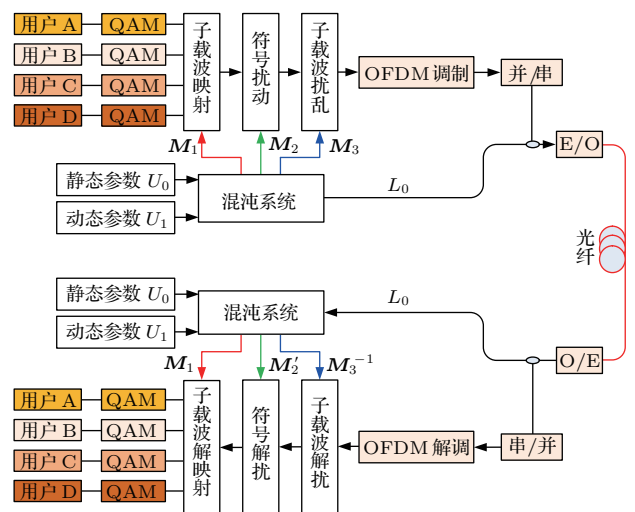 用户 A QAM
用户 B QAM
用户 C QAM
用户 D QAM
子载波映射
符号扰动
子载波扰乱
OFDM 调制
并/串
M₁ M₂ M₃
E/O
静态参数 U₀
动态参数 U₁
混沌系统
L₀
光纤
静态参数 U₀
动态参数 U₁
混沌系统
L₀
O/E
M₁ M₂′ M₃⁻¹
用户 A QAM
用户 B QAM
用户 C QAM
用户 D QAM
子载波解映射
符号解扰
子载波解扰
OFDM 解调
串/并